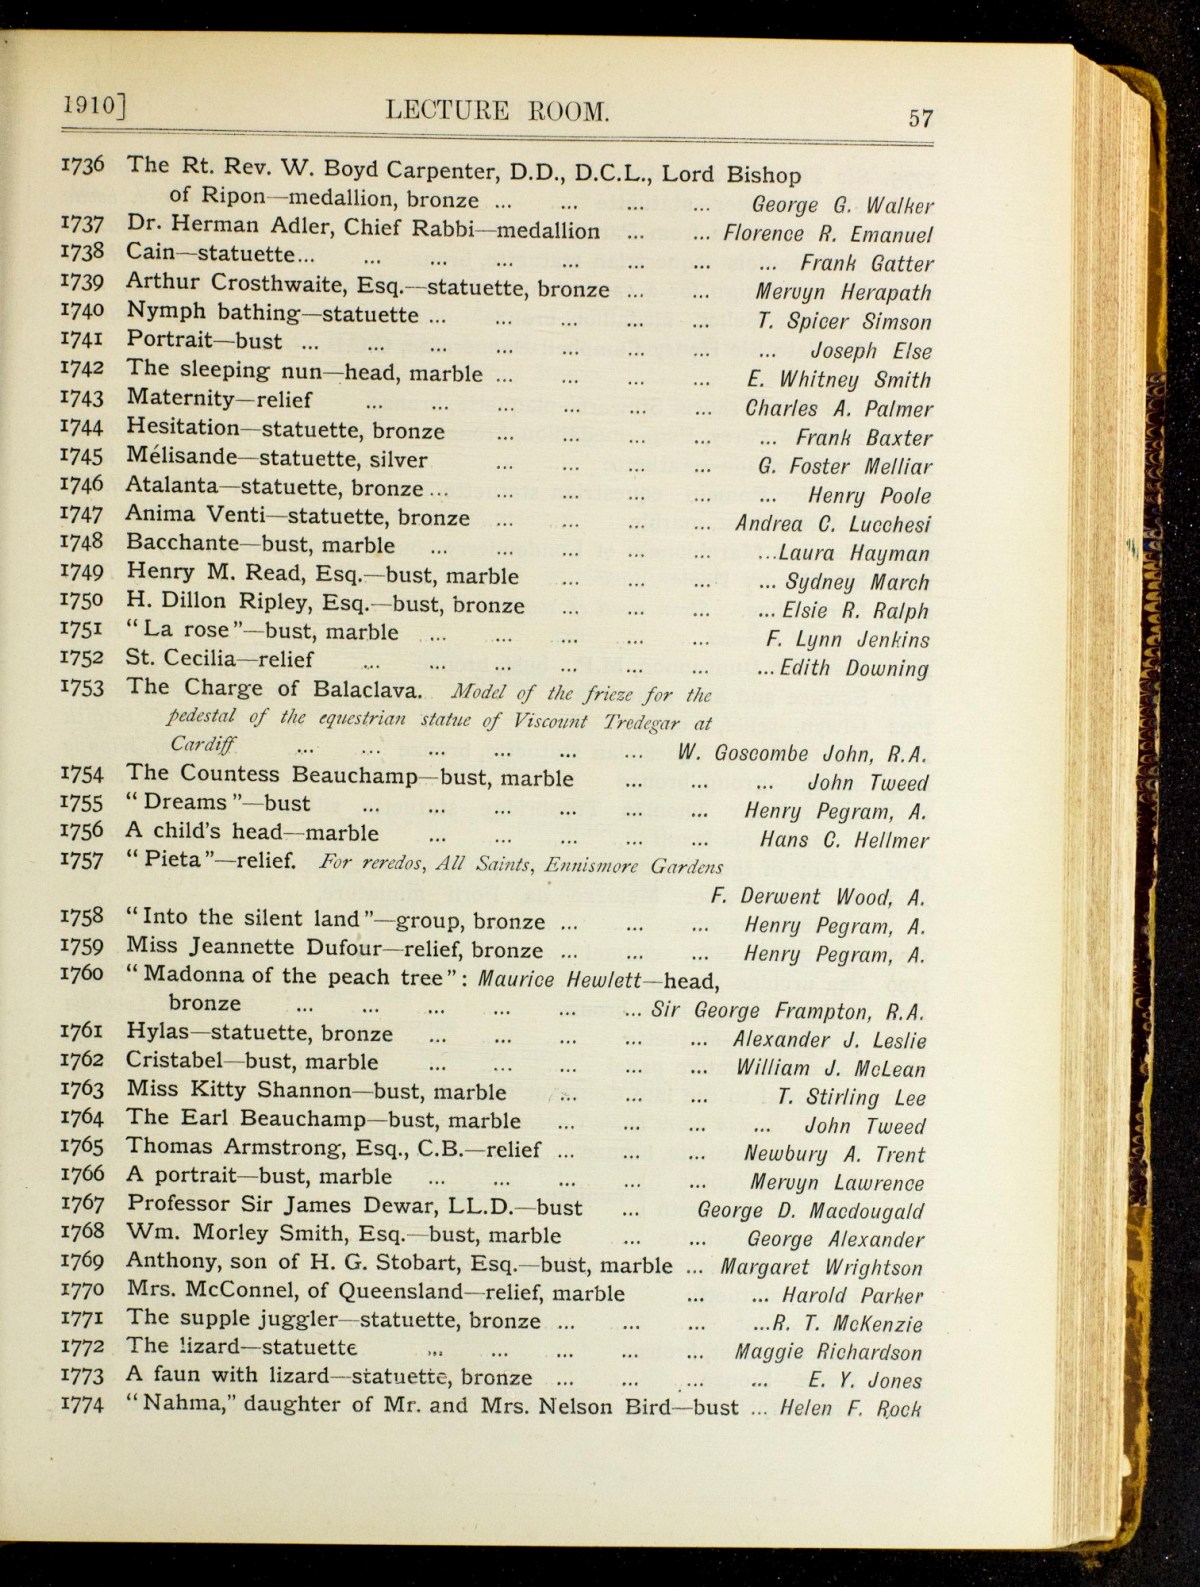 1910] LECTURE ROOM. 57
1736 The Rt. Rev. W. Boyd Carpenter, D.D., D.C.L., Lord Bishop
of Ripon—medallion, bronze ... ... ... ... George G. Walker
1737 Dr. Herman Adler, Chief Rabbi—medallion ... ... Florence R. Emanuel
1738 Cain—statuette... ... ... ... ... ... ... ... Frank Gatter
1739 Arthur Crosthwaite, Esq.—statuette, bronze ... ... Mervyn Herapath
1740 Nymph bathing—statuette ... ... ... ... ... T. Spicer Simson
1741 Portrait—bust ... ... ... ... ... ... ... ... Joseph Else
1742 The sleeping nun—head, marble ... ... ... ... E. Whitney Smith
1743 Maternity—relief ... ... ... ... ... ... Charles A. Palmer
1744 Hesitation—statuette, bronze ... ... ... ... ... Frank Baxter
1745 Mélisande—statuette, silver ... ... ... ... G. Foster Melliar
1746 Atalanta—statuette, bronze ... ... ... ... ... ... Henry Poole
1747 Anima Venti—statuette, bronze ... ... ... ... Andrea C. Lucchesi
1748 Bacchante—bust, marble ... ... ... ... ... ...Laura Hayman
1749 Henry M. Read, Esq.—bust, marble ... ... ... ... Sydney March
1750 H. Dillon Ripley, Esq.—bust, bronze ... ... ... ... Elsie R. Ralph
1751 “La rose”—bust, marble ... ... ... ... ... F. Lynn Jenkins
1752 St. Cecilia—relief ... ... ... ... ... ... ... Edith Downing
1753 The Charge of Balaclava. Model of the frieze for the
pedestal of the equestrian statue of Viscount Tredegar at
Cardiff ... ... ... ... ... ... W. Goscombe John, R.A.
1754 The Countess Beauchamp—bust, marble ... ... ... John Tweed
1755 “Dreams”—bust ... ... ... ... ... ... Henry Pegram, A.
1756 A child's head—marble ... ... ... ... ... Hans C. Hellmer
1757 “Pieta”—relief. For reredos, All Saints, Ennismore Gardens
F. Derwent Wood, A.
1758 “Into the silent land”—group, bronze ... ... ... Henry Pegram, A.
1759 Miss Jeannette Dufour—relief, bronze ... ... ... Henry Pegram, A.
1760 “Madonna of the peach tree”: Maurice Hewlett—head,
bronze ... ... ... ... ... ... Sir George Frampton, R.A.
1761 Hylas—statuette, bronze ... ... ... ... ... Alexander J. Leslie
1762 Cristabel—bust, marble ... ... ... ... ... William J. McLean
1763 Miss Kitty Shannon—bust, marble ... ... ... T. Stirling Lee
1764 The Earl Beauchamp—bust, marble ... ... ... ... John Tweed
1765 Thomas Armstrong, Esq., C.B.—relief ... ... ... Newbury A. Trent
1766 A portrait—bust, marble ... ... ... ... ... Mervyn Lawrence
1767 Professor Sir James Dewar, LL.D.—bust ... George D. Macdougald
1768 Wm. Morley Smith, Esq.—bust, marble ... ... George Alexander
1769 Anthony, son of H. G. Stobart, Esq.—bust, marble ... Margaret Wrightson
1770 Mrs. McConnel, of Queensland—relief, marble ... ... Harold Parker
1771 The supple juggler—statuette, bronze ... ... ... ...R. T. McKenzie
1772 The lizard—statuette ... ... ... ... ... Maggie Richardson
1773 A faun with lizard—statuette, bronze ... ... ... ... E. Y. Jones
1774 “Nahma,” daughter of Mr. and Mrs. Nelson Bird—bust ... Helen F. Rock